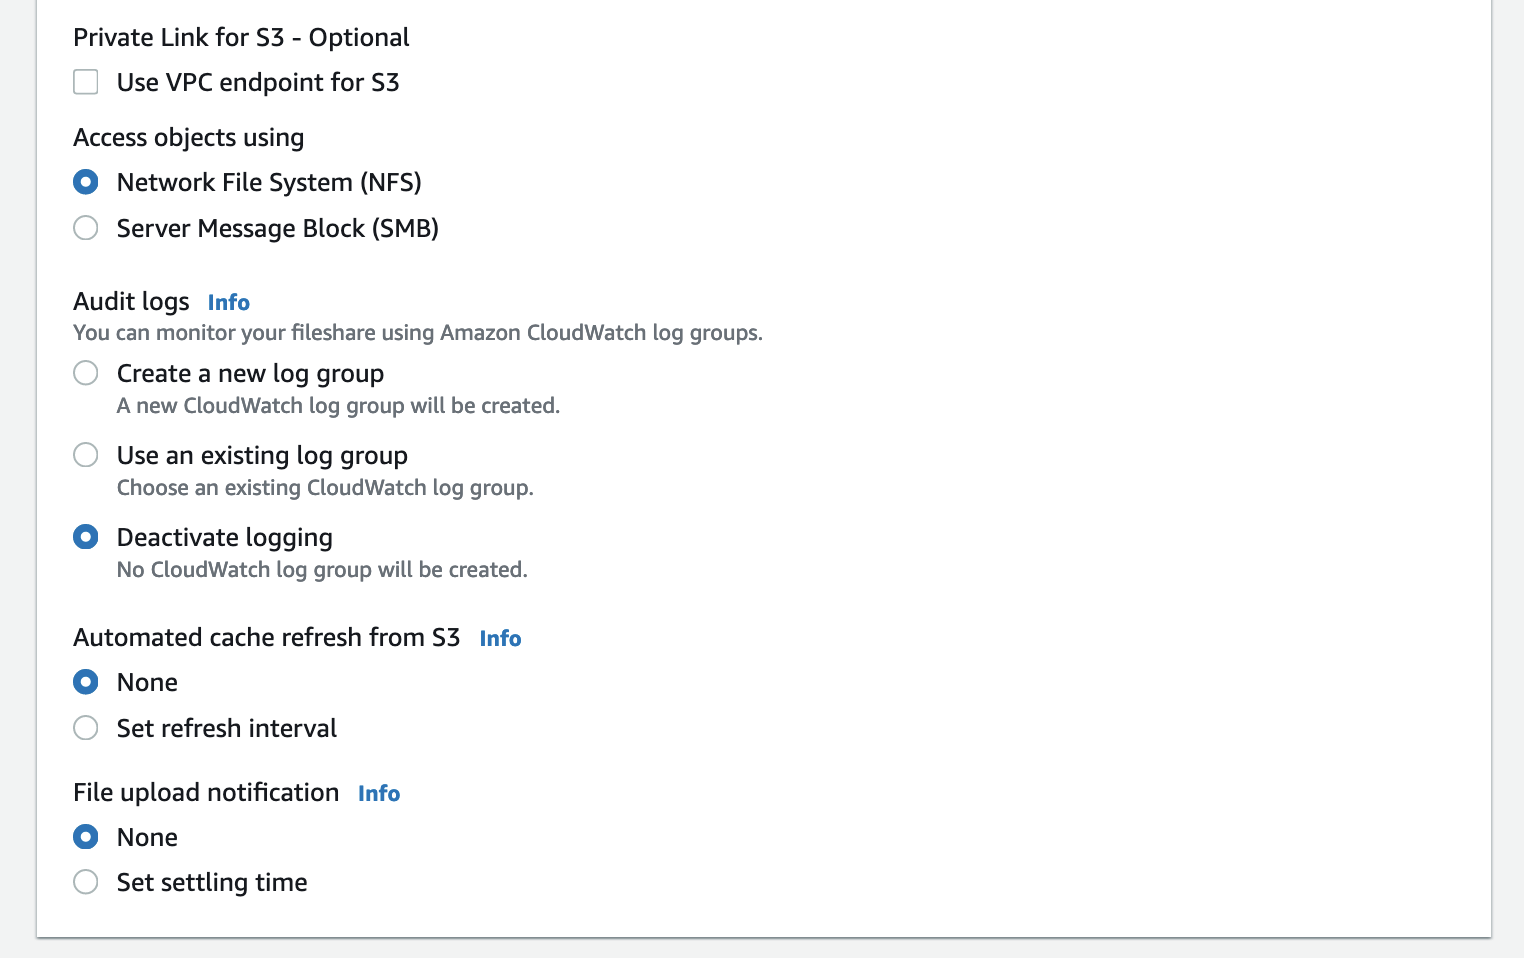 Private Link for S3 - Optional
Use VPC endpoint for S3
Access objects using
Network File System (NFS)
Server Message Block (SMB)
Audit logs Info
You can monitor your fileshare using Amazon CloudWatch log groups.
Create a new log group
A new CloudWatch log group will be created.
Use an existing log group
Choose an existing CloudWatch log group.
Deactivate logging
No CloudWatch log group will be created.
Automated cache refresh from S3 Info
None
Set refresh interval
File upload notification Info
None
Set settling time